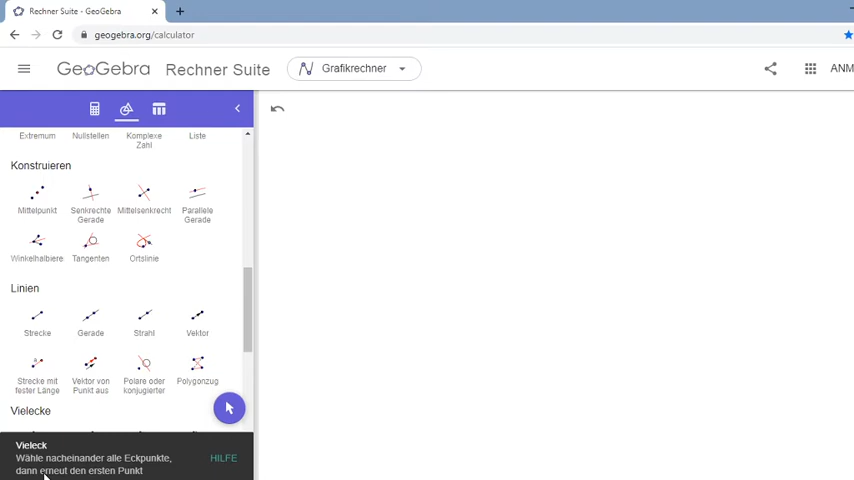 Rechner Suite - GeoGebra
geogebra.org/calculator
GeoGebra Rechner Suite Grafikrechner ANM
Extremum Nullstellen Komplexe Zahl Liste
Konstruieren
Mittelpunkt Senkrechte Gerade Mittelsenkrecht Parallele Gerade
Winkelhalbiere Tangenten Ortslinie
Linien
Strecke Gerade Strahl Vektor
Strecke mit fester Länge Vektor von Punkt aus Polare oder konjugierter Polygonzug
Vielecke
Vieleck
Wähle nacheinander alle Eckpunkte,
dann erneut den ersten Punkt
HILFE